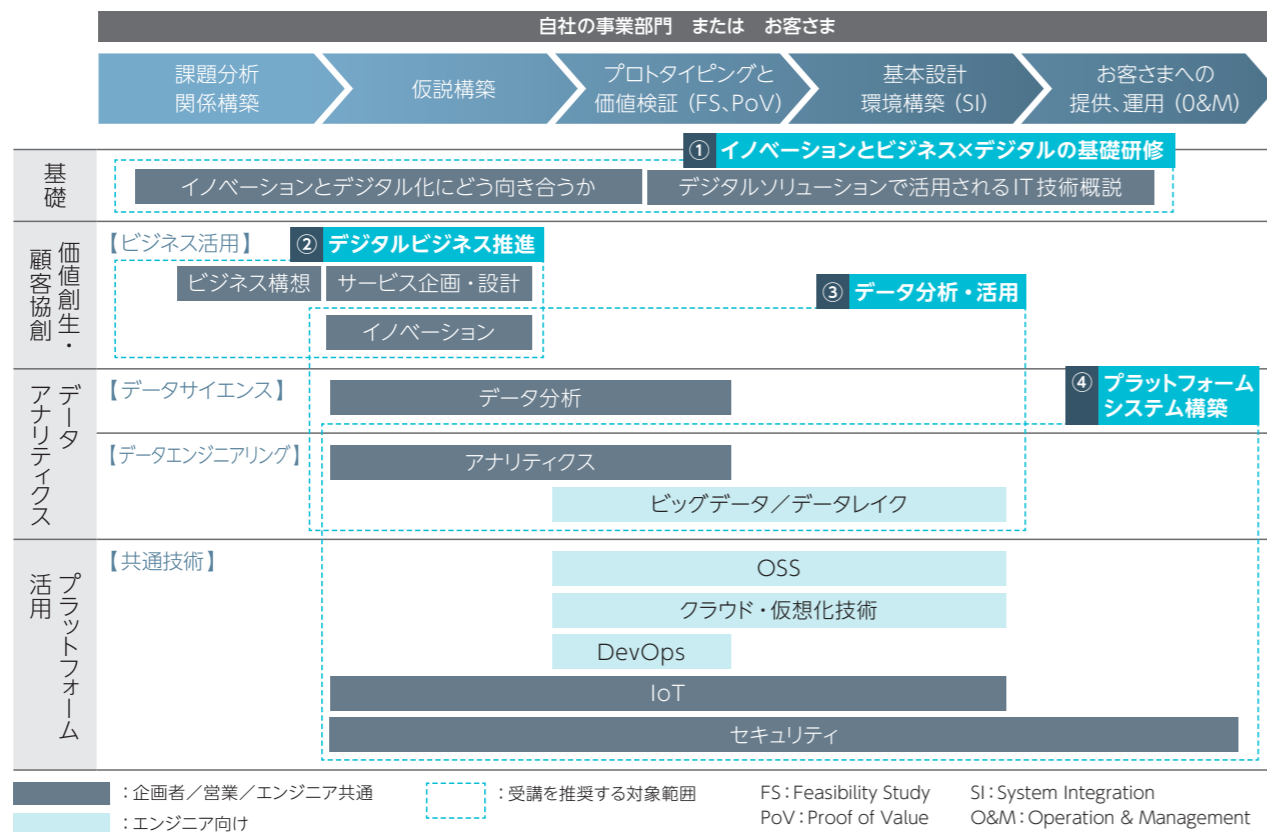 自社の事業部門 または お客さま
課題分析
関係構築
仮説構築
プロトタイピングと
価値検証（FS、PoV）
基本設計
環境構築（SI）
お客さまへの
提供、運用（O&M）
基礎
① イノベーションとビジネス×デジタルの基礎研修
イノベーションとデジタル化にどう向き合うか
デジタルソリューションで活用されるIT技術概説
価値創生・
顧客協創
【ビジネス活用】
② デジタルビジネス推進
ビジネス構想
サービス企画・設計
イノベーション
③ データ分析・活用
データ
アナリティクス
【データサイエンス】
データ分析
④ プラットフォーム
システム構築
【データエンジニアリング】
アナリティクス
ビッグデータ／データレイク
プラットフォーム
活用
【共通技術】
OSS
クラウド・仮想化技術
DevOps
IoT
セキュリティ
：企画者／営業／エンジニア共通
：エンジニア向け
：受講を推奨する対象範囲
FS：Feasibility Study
PoV：Proof of Value
SI：System Integration
O&M：Operation & Management